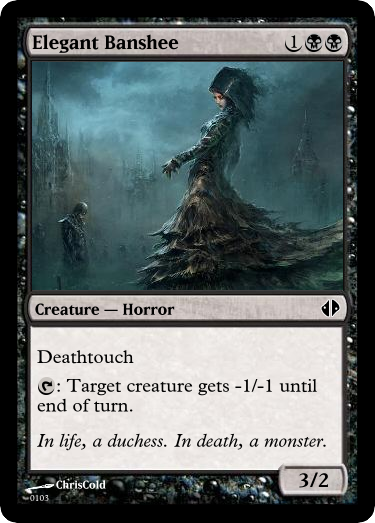 Elegant Banshee 1
Creature — Horror
Deathtouch
: Target creature gets -1/-1 until
end of turn.
In life, a duchess. In death, a monster.
3/2
ChrisCold
0103